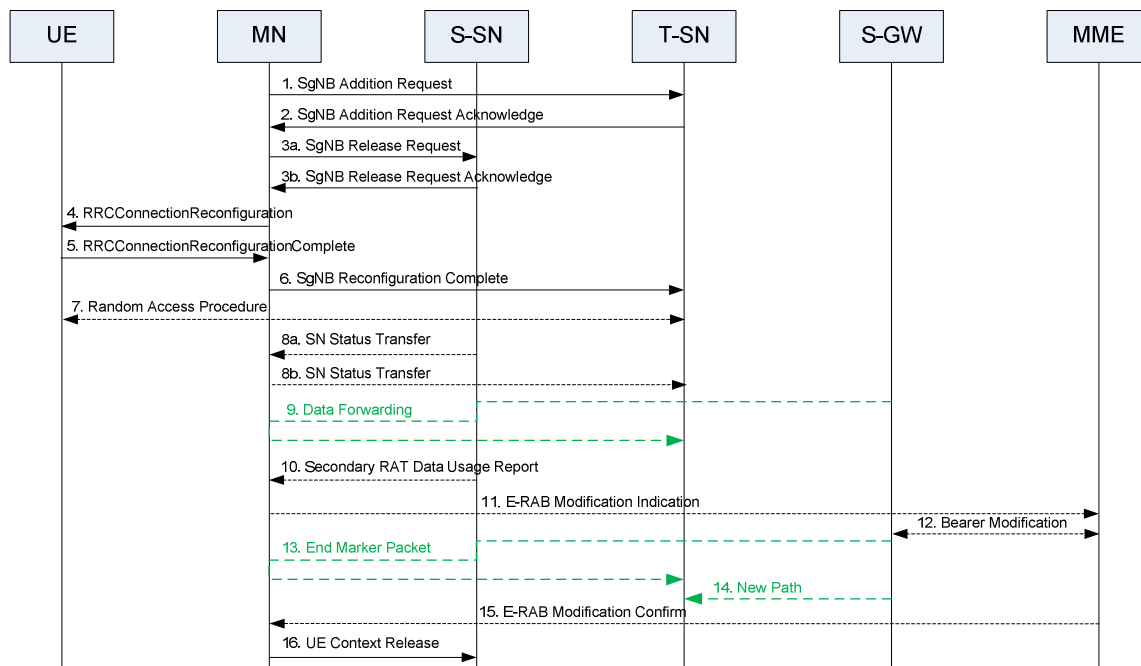 UE
MN
S-SN
T-SN
S-GW
MME
1. SgNB Addition Request
2. SgNB Addition Request Acknowledge
3a. SgNB Release Request
3b. SgNB Release Request Acknowledge
4. RRCConnectionReconfiguration
5. RRCConnectionReconfigurationComplete
6. SgNB Reconfiguration Complete
7. Random Access Procedure
8a. SN Status Transfer
8b. SN Status Transfer
9. Data Forwarding
10. Secondary RAT Data Usage Report
11. E-RAB Modification Indication
12. Bearer Modification
13. End Marker Packet
14. New Path
15. E-RAB Modification Confirm
16. UE Context Release